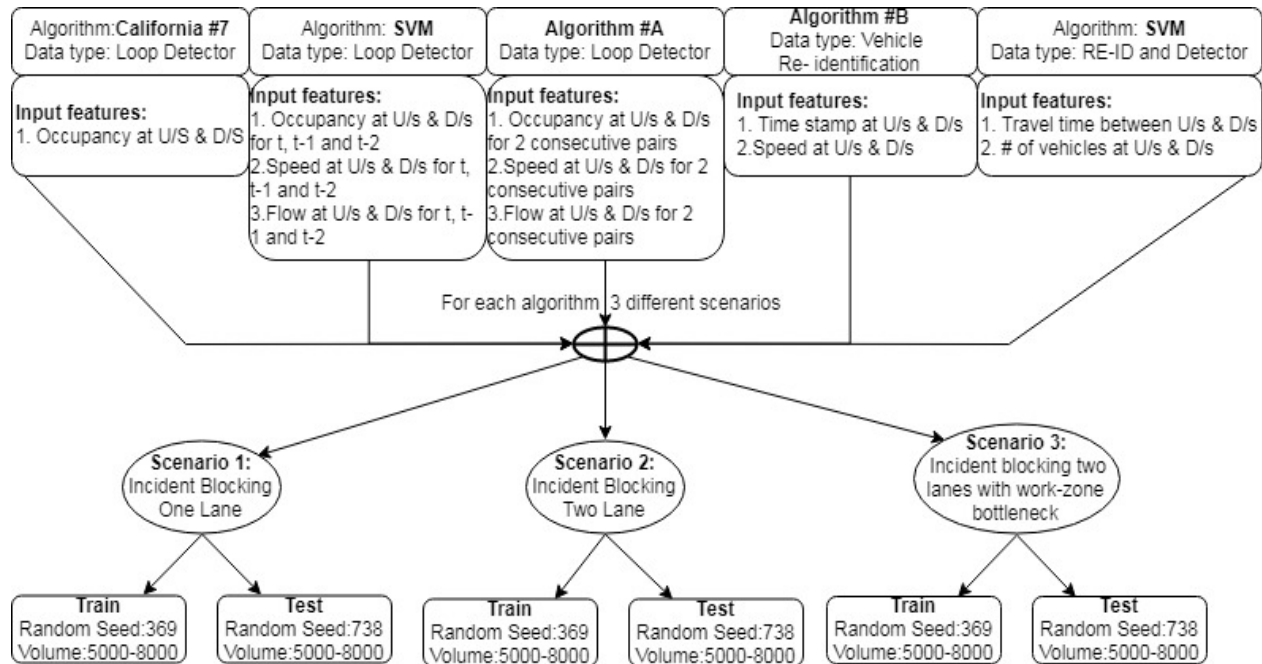 Algorithm:California #7
Data type: Loop Detector
Algorithm: SVM
Data type: Loop Detector
Algorithm #A
Data type: Loop Detector
Algorithm #B
Data type: Vehicle
Re- identification
Algorithm: SVM
Data type: RE-ID and Detector
Input features:
1. Occupancy at U/S & D/S
Input features:
1. Occupancy at U/s & D/s
for t, t-1 and t-2
2.Speed at U/s & D/s for t,
t-1 and t-2
3.Flow at U/s & D/s for t, t-
1 and t-2
Input features:
1. Occupancy at U/s & D/s
for 2 consecutive pairs
2.Speed at U/s & D/s for 2
consecutive pairs
3.Flow at U/s & D/s for 2
consecutive pairs
Input features:
1. Time stamp at U/s & D/s
2.Speed at U/s & D/s
Input features:
1. Travel time between U/s & D/s
2. # of vehicles at U/s & D/s
For each algorithm 3 different scenarios
Scenario 1:
Incident Blocking
One Lane
Scenario 2:
Incident Blocking
Two Lane
Scenario 3:
Incident blocking two
lanes with work-zone
bottleneck
Train
Random Seed:369
Volume:5000-8000
Test
Random Seed:738
Volume:5000-8000
Train
Random Seed:369
Volume:5000-8000
Test
Random Seed:738
Volume:5000-8000
Train
Random Seed:369
Volume:5000-8000
Test
Random Seed:738
Volume:5000-8000